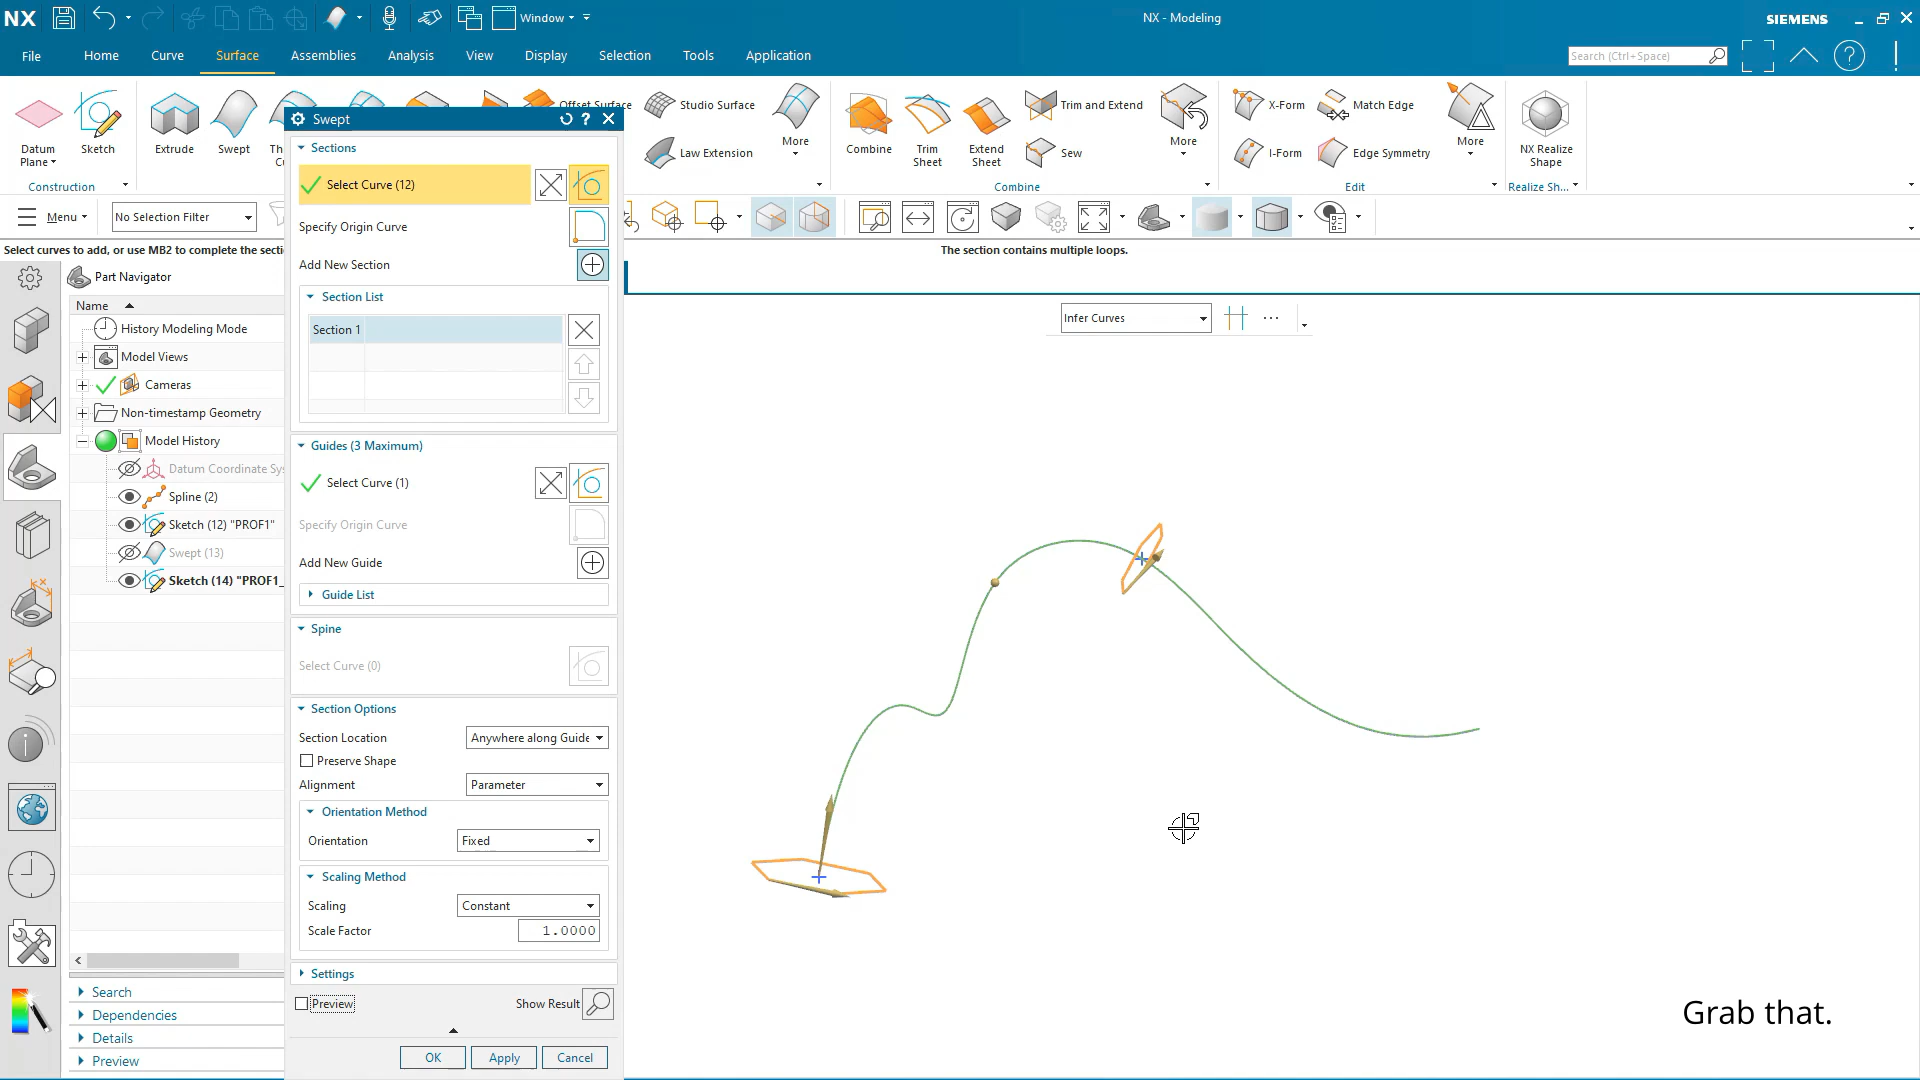 NX
Window
NX - Modeling
SIEMENS
File
Home
Curve
Surface
Assemblies
Analysis
View
Display
Selection
Tools
Application
Search (Ctrl+Space)
Datum
Plane
Sketch
Extrude
Swept
Offset Surface
Studio Surface
Law Extension
More
Combine
Trim
Sheet
Extend
Sheet
Trim and Extend
Sew
More
X-Form
I-Form
Match Edge
Edge Symmetry
More
NX Realize
Shape
Construction
Combine
Edit
Realize Sh...
Menu
No Selection Filter
Select curves to add, or use MB2 to complete the secti
The section contains multiple loops.
Part Navigator
Name
History Modeling Mode
Model Views
Cameras
Non-timestamp Geometry
Model History
Datum Coordinate Sys
Spline (2)
Sketch (12) "PROF1"
Swept (13)
Sketch (14) "PROF1_
Search
Dependencies
Details
Preview
Swept
Sections
Select Curve (12)
Specify Origin Curve
Add New Section
Section List
Section 1
Guides (3 Maximum)
Select Curve (1)
Specify Origin Curve
Add New Guide
Guide List
Spine
Select Curve (0)
Section Options
Section Location
Anywhere along Guide
Preserve Shape
Alignment
Parameter
Orientation Method
Orientation
Fixed
Scaling Method
Scaling
Constant
Scale Factor
1.0000
Settings
Preview
Show Result
OK
Apply
Cancel
Infer Curves
Grab that.